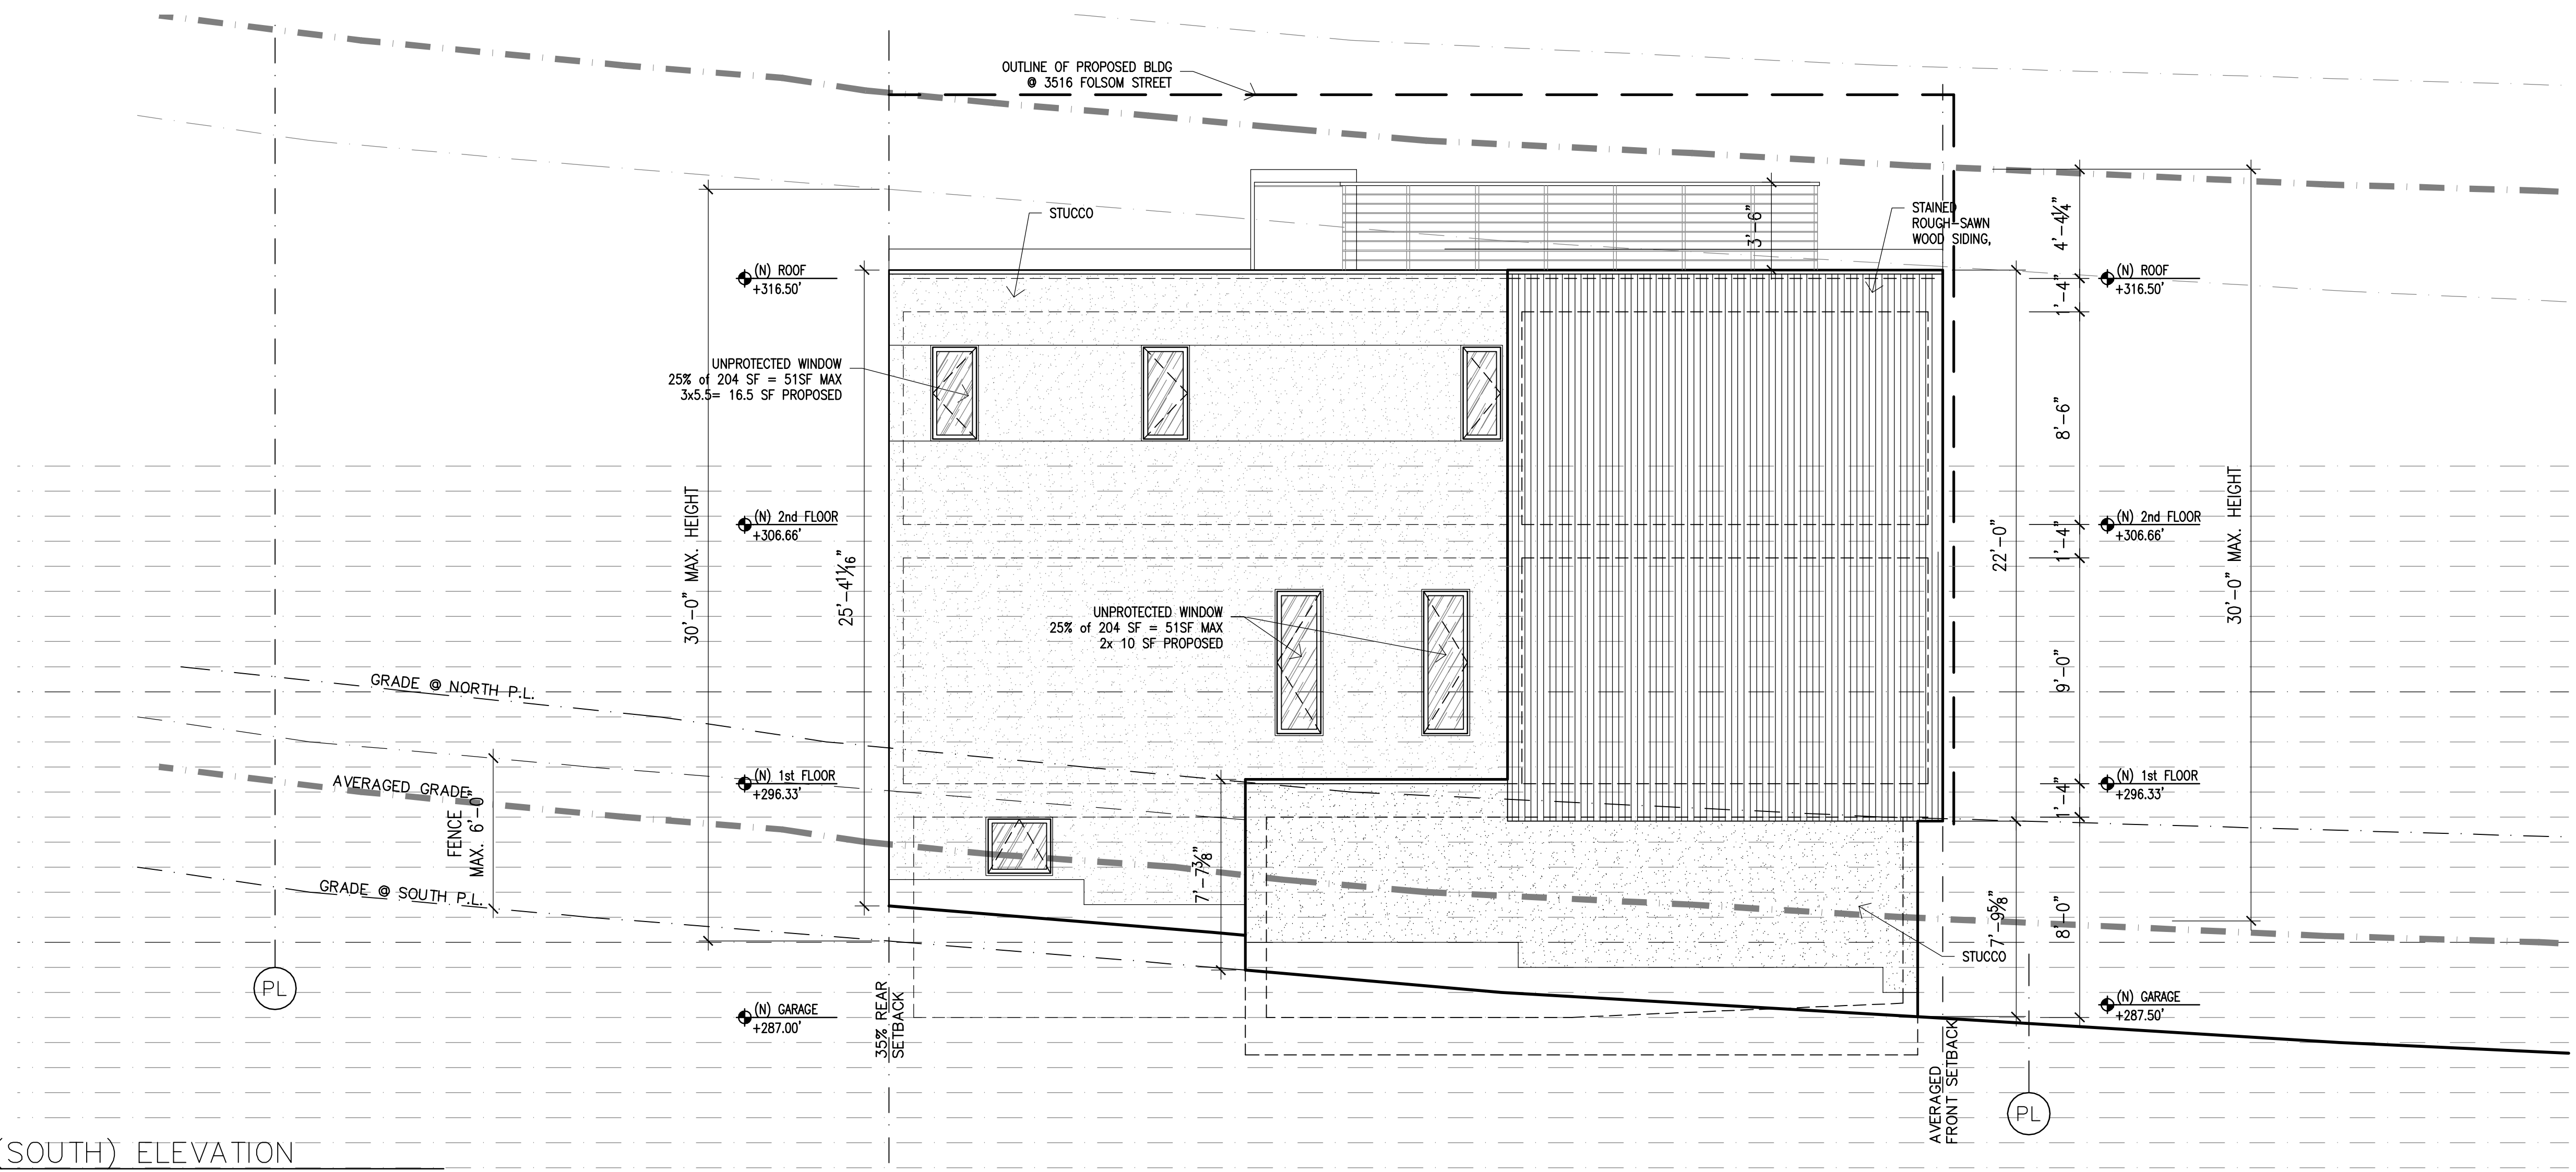 OUTLINE OF PROPOSED BLDG
@ 3516 FOLSOM STREET
STUCCO
3'-6"
STAINED
ROUGH-SAWN
WOOD SIDING,
4'-4¼"
(N) ROOF
+316.50'
(N) ROOF
+316.50'
1'-4"
UNPROTECTED WINDOW
25% of 204 SF = 51SF MAX
3x5.5= 16.5 SF PROPOSED
8'-6"
30'-0" MAX. HEIGHT
25'-4¹¹⁄₁₆"
(N) 2nd FLOOR
+306.66'
22'-0"
1'-4"
(N) 2nd FLOOR
+306.66'
30'-0" MAX. HEIGHT
UNPROTECTED WINDOW
25% of 204 SF = 51SF MAX
2x 10 SF PROPOSED
9'-0"
GRADE @ NORTH P.L.
AVERAGED GRADE
FENCE
MAX. 6'-0"
GRADE @ SOUTH P.L.
(N) 1st FLOOR
+296.33'
1'-4"
(N) 1st FLOOR
+296.33'
7'-7⅜"
7'-9⅝"
8'-0"
STUCCO
PL
(N) GARAGE
+287.00'
35% REAR
SETBACK
(N) GARAGE
+287.50'
AVERAGED
FRONT SETBACK
PL
(SOUTH) ELEVATION